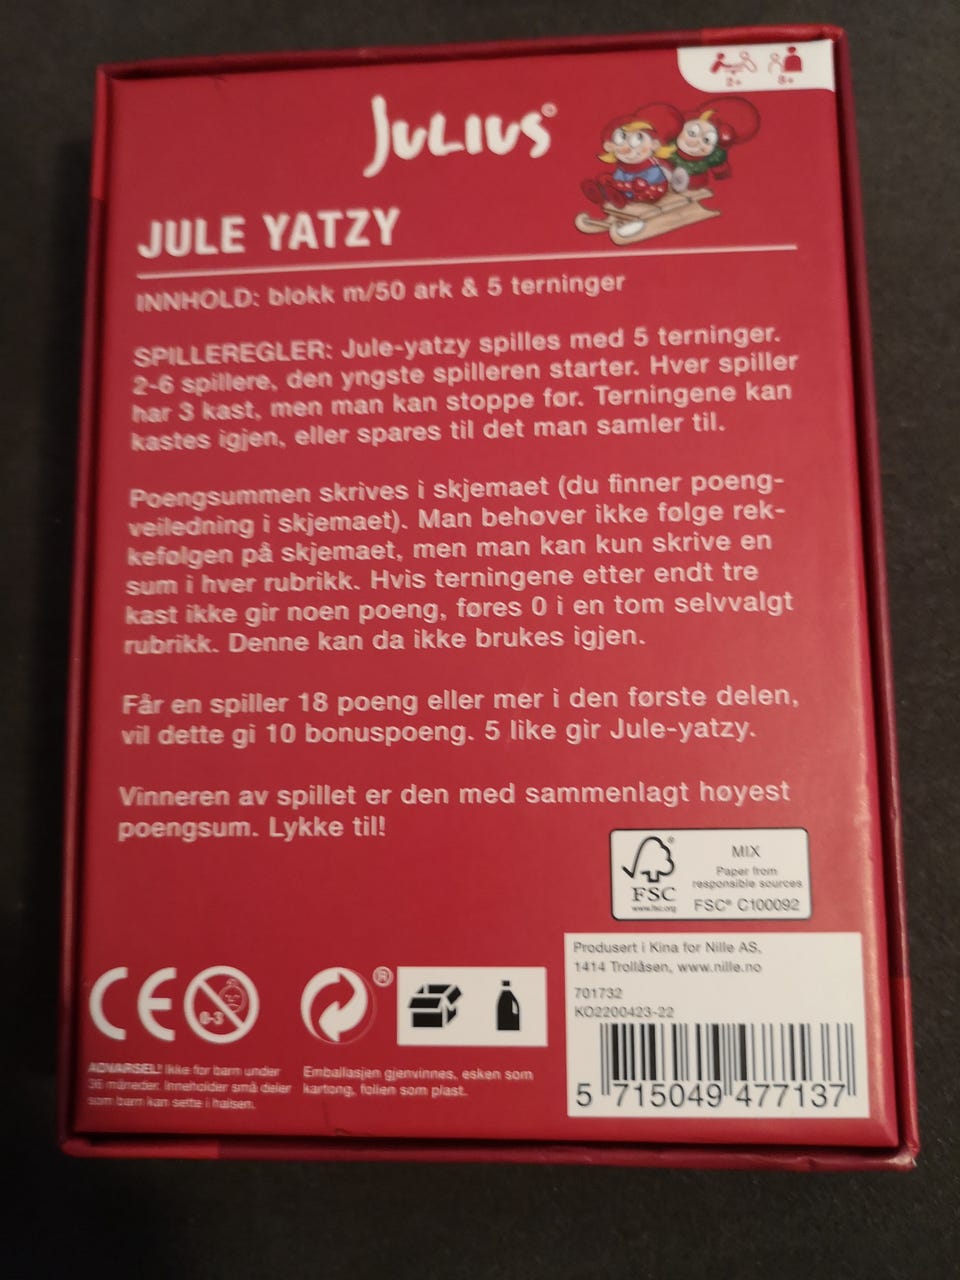 2+ 8+
JULIUS®
JULE YATZY
INNHOLD: blokk m/50 ark & 5 terninger
SPILLEREGLER: Jule-yatzy spilles med 5 terninger.
2-6 spillere, den yngste spilleren starter. Hver spiller
har 3 kast, men man kan stoppe før. Terningene kan
kastes igjen, eller spares til det man samler til.
Poengsummen skrives i skjemaet (du finner poeng-
veiledning i skjemaet). Man behøver ikke følge rek-
kefølgen på skjemaet, men man kan kun skrive en
sum i hver rubrikk. Hvis terningene etter endt tre
kast ikke gir noen poeng, føres 0 i en tom selvvalgt
rubrikk. Denne kan da ikke brukes igjen.
Får en spiller 18 poeng eller mer i den første delen,
vil dette gi 10 bonuspoeng. 5 like gir Jule-yatzy.
Vinneren av spillet er den med sammenlagt høyest
poengsum. Lykke til!
®
FSC
www.fsc.org
MIX
Paper from
responsible sources
FSC® C100092
Produsert i Kina for Nille AS,
1414 Trollåsen, www.nille.no
701732
KO2200423-22
5 715049 477137
CE
0-3
®
ADVARSEL! Ikke for barn under
36 måneder. Inneholder små deler
som barn kan sette i halsen.
Emballasjen gjenvinnes, esken som
kartong, folien som plast.